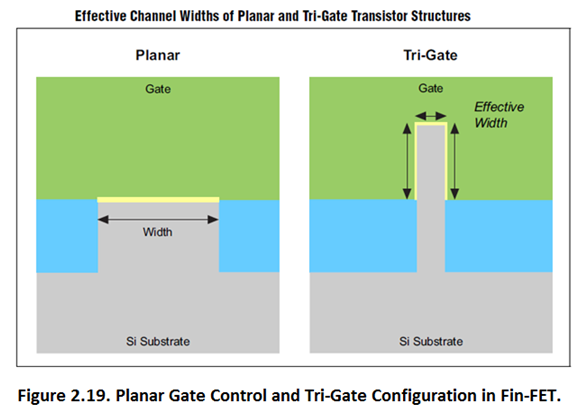 Effective Channel Widths of Planar and Tri-Gate Transistor Structures
Planar
Tri-Gate
Gate
Gate
Effective
Width
Width
Si Substrate
Si Substrate
Figure 2.19. Planar Gate Control and Tri-Gate Configuration in Fin-FET.